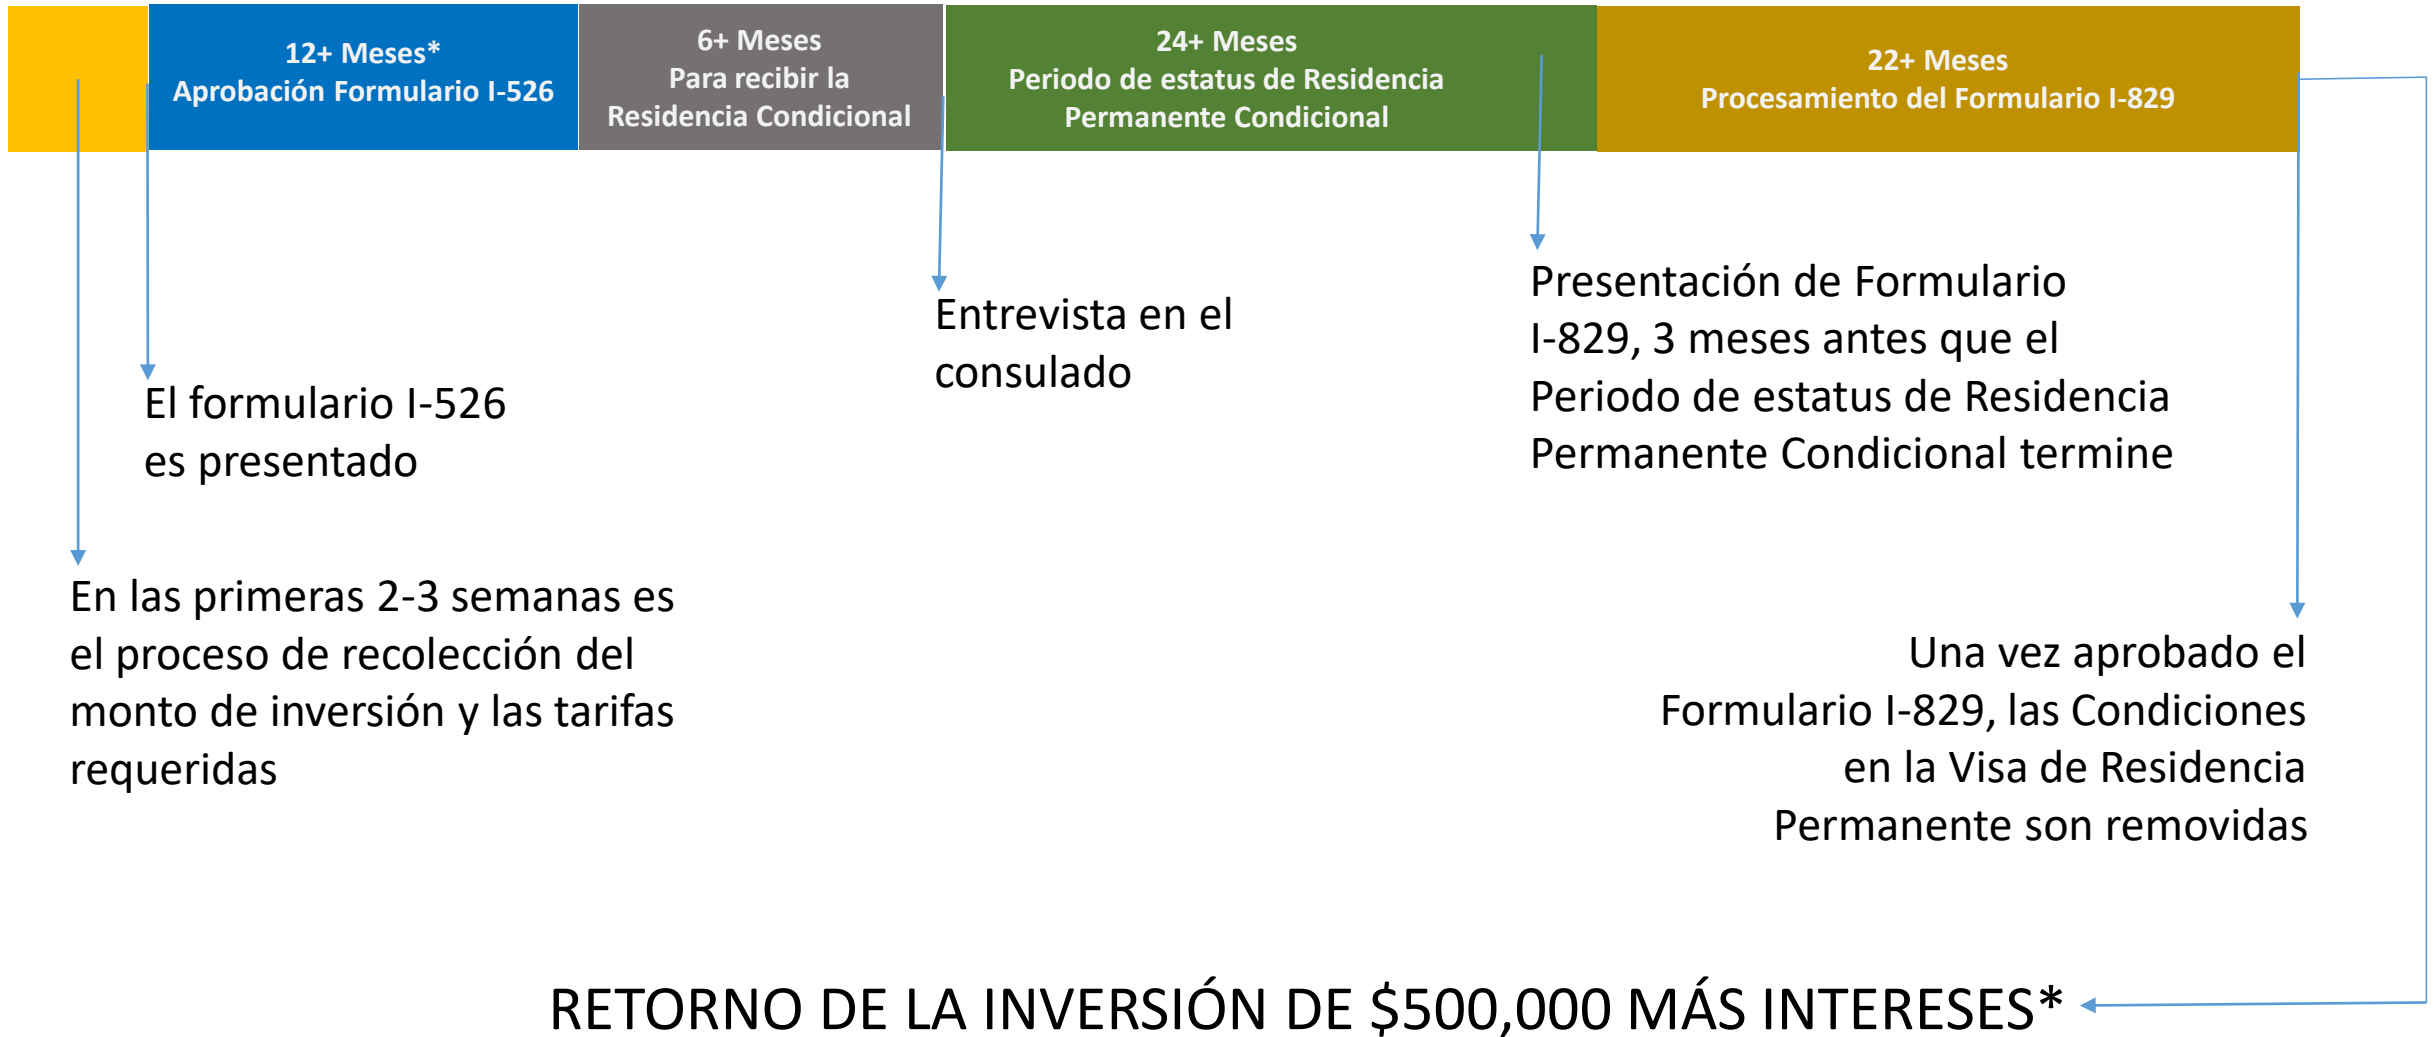 12+ Meses*
Aprobación Formulario I-526
6+ Meses
Para recibir la
Residencia Condicional
24+ Meses
Periodo de estatus de Residencia
Permanente Condicional
22+ Meses
Procesamiento del Formulario I-829
Presentación de Formulario
I-829, 3 meses antes que el
Periodo de estatus de Residencia
Permanente Condicional termine
Entrevista en el
consulado
El formulario I-526
es presentado
En las primeras 2-3 semanas es
el proceso de recolección del
monto de inversión y las tarifas
requeridas
Una vez aprobado el
Formulario I-829, las Condiciones
en la Visa de Residencia
Permanente son removidas
RETORNO DE LA INVERSIÓN DE $500,000 MÁS INTERESES*